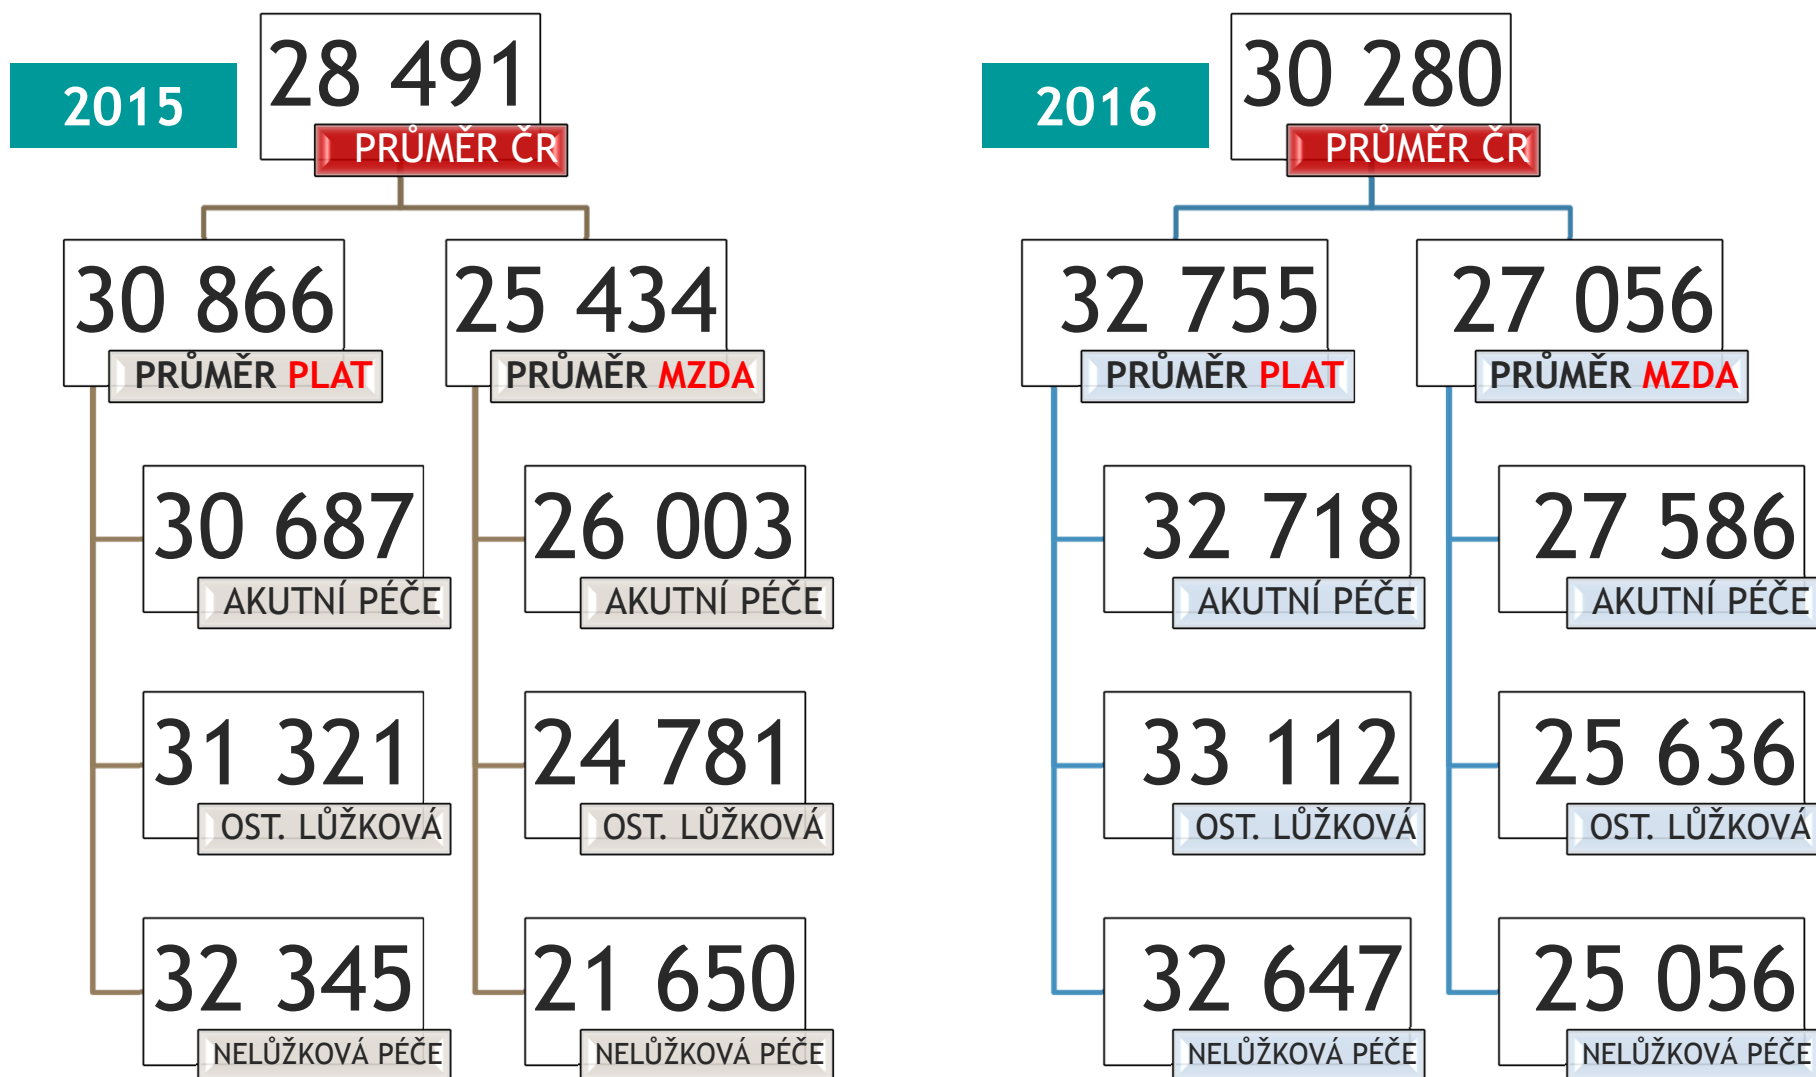 2015
28 491
PRŮMĚR ČR
30 866
PRŮMĚR PLAT
25 434
PRŮMĚR MZDA
30 687
AKUTNÍ PÉČE
26 003
AKUTNÍ PÉČE
31 321
OST. LŮŽKOVÁ
24 781
OST. LŮŽKOVÁ
32 345
NELŮŽKOVÁ PÉČE
21 650
NELŮŽKOVÁ PÉČE
2016
30 280
PRŮMĚR ČR
32 755
PRŮMĚR PLAT
27 056
PRŮMĚR MZDA
32 718
AKUTNÍ PÉČE
27 586
AKUTNÍ PÉČE
33 112
OST. LŮŽKOVÁ
25 636
OST. LŮŽKOVÁ
32 647
NELŮŽKOVÁ PÉČE
25 056
NELŮŽKOVÁ PÉČE